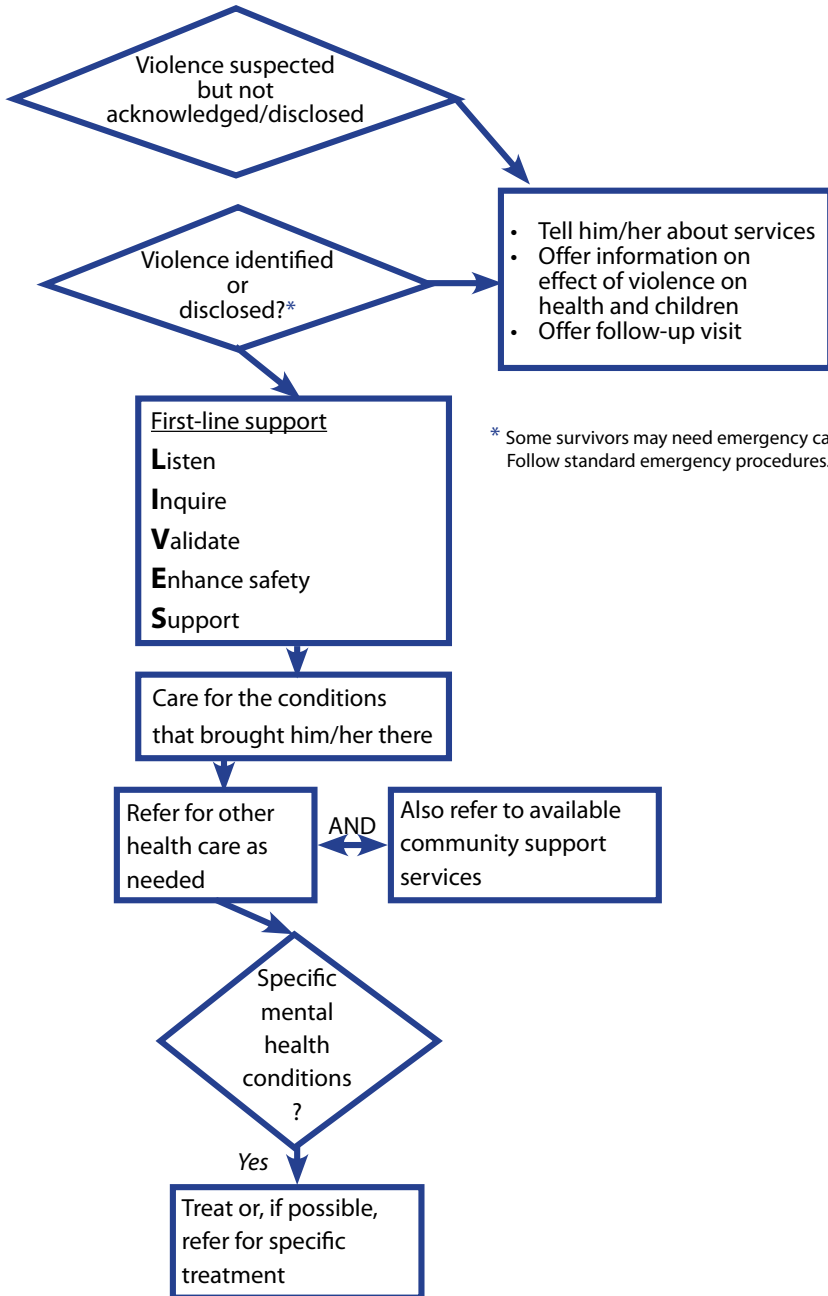 Violence suspected
but not
acknowledged/disclosed
• Tell him/her about services
• Offer information on
effect of violence on
health and children
• Offer follow-up visit
Violence identified
or
disclosed?*
First-line support
Listen
Inquire
Validate
Enhance safety
Support
* Some survivors may need emergency ca
Follow standard emergency procedures.
Care for the conditions
that brought him/her there
Refer for other
health care as
needed
AND
Also refer to available
community support
services
Specific
mental
health
conditions
?
Yes
Treat or, if possible,
refer for specific
treatment